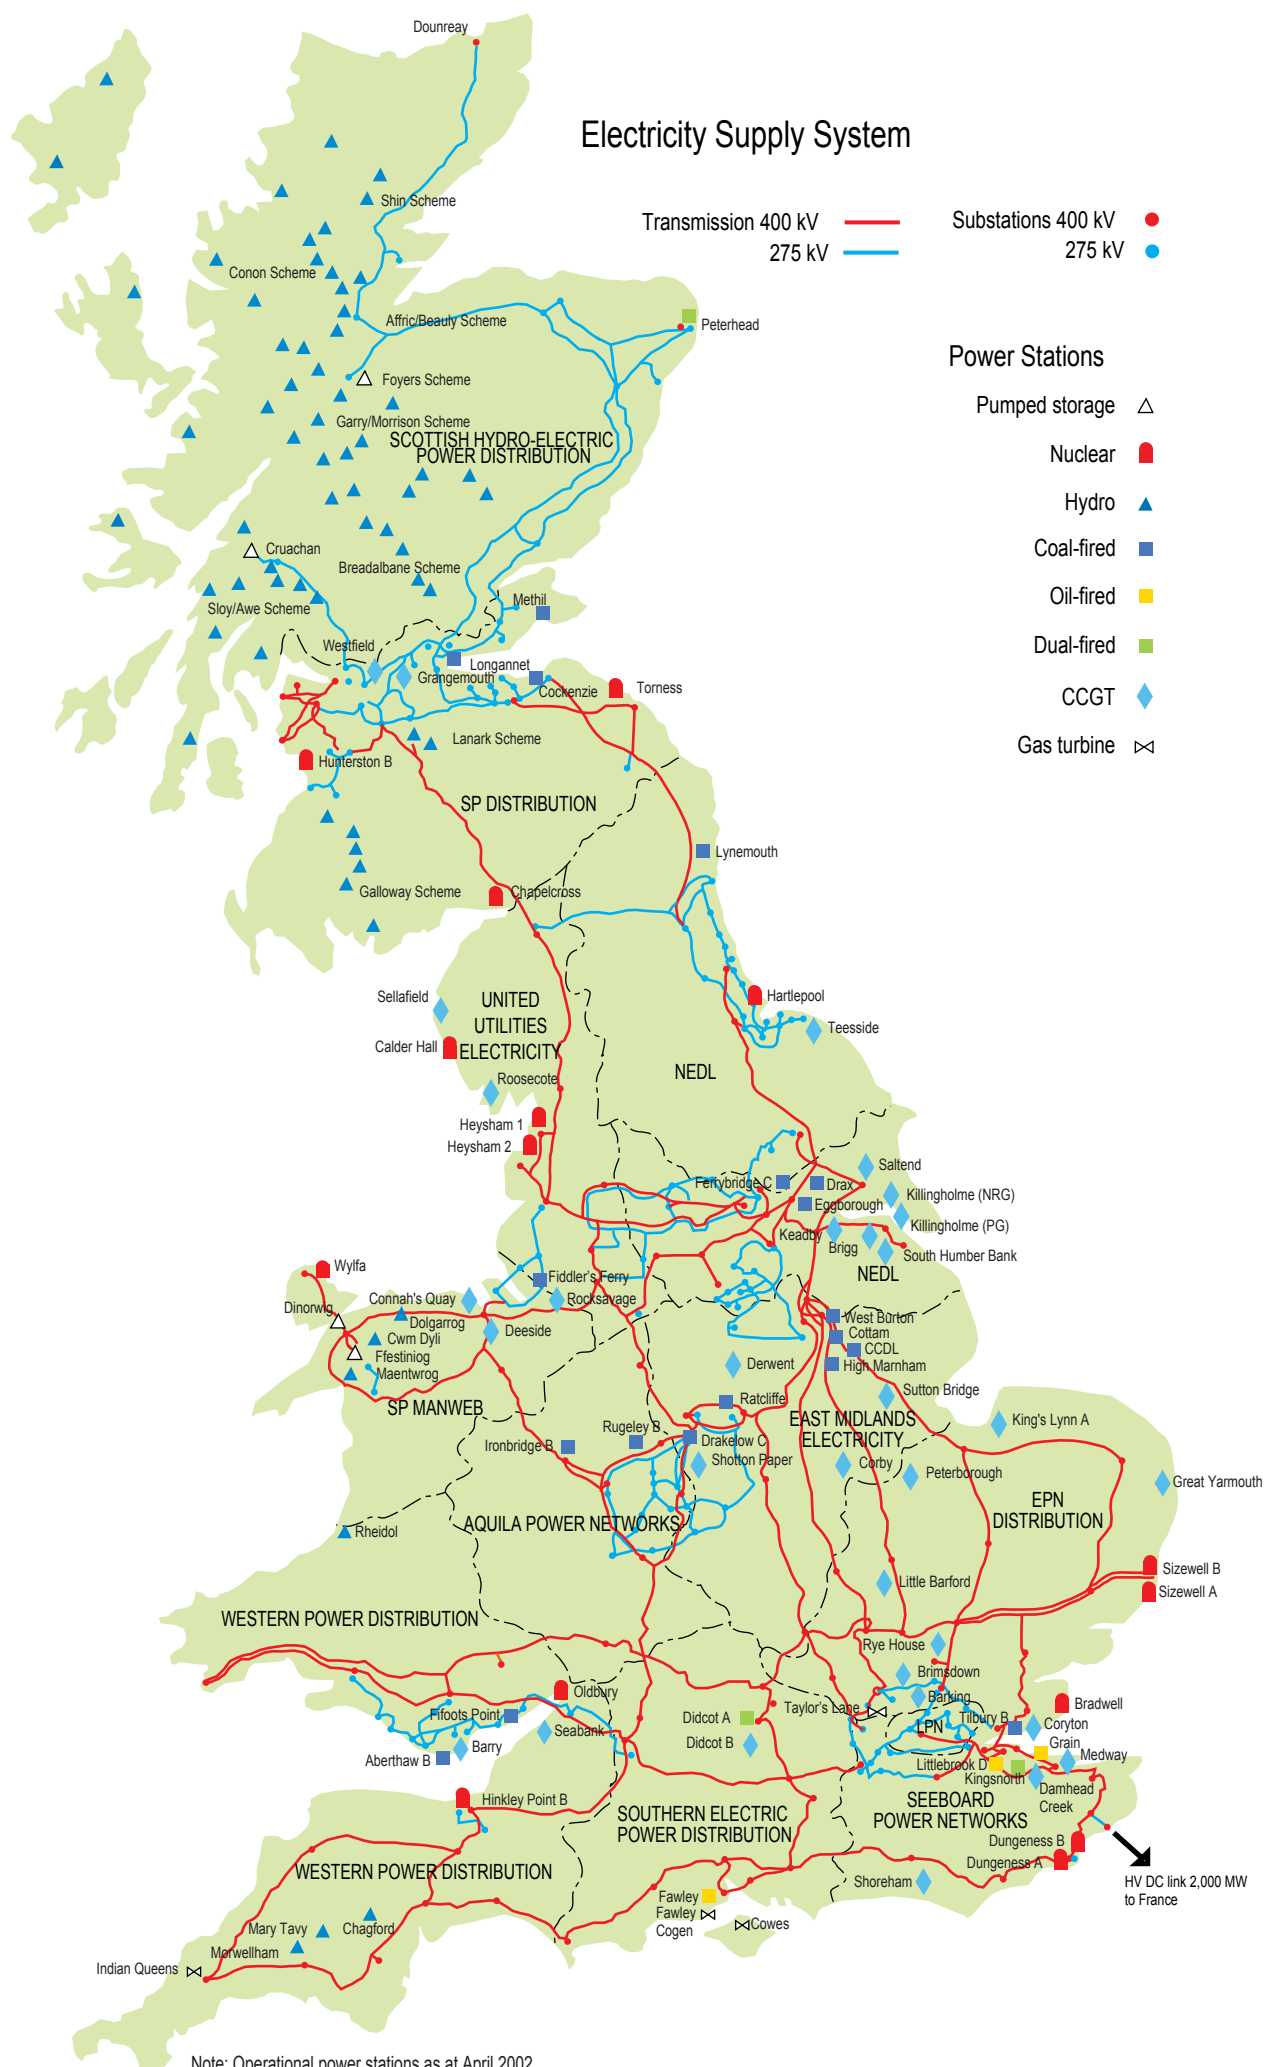 Dounreay
Electricity Supply System
Transmission 400 kV
275 kV
Substations 400 kV
275 kV
Power Stations
Pumped storage
Nuclear
Hydro
Coal-fired
Oil-fired
Dual-fired
CCGT
Gas turbine
Shin Scheme
Conon Scheme
Affric/Beauly Scheme
Peterhead
Foyers Scheme
Garry/Morrison Scheme
SCOTTISH HYDRO-ELECTRIC
POWER DISTRIBUTION
Cruachan
Breadalbane Scheme
Sloy/Awe Scheme
Methil
Westfield
Longannet
Grangemouth
Cockenzie
Torness
Lanark Scheme
Hunterston B
SP DISTRIBUTION
Lynemouth
Galloway Scheme
Chapelcross
Sellafield
UNITED
UTILITIES
ELECTRICITY
Hartlepool
Teesside
Calder Hall
NEDL
Roosecote
Heysham 1
Heysham 2
Saltend
Ferrybridge C
Drax
Killingholme (NRG)
Eggborough
Killingholme (PG)
Keadby
Brigg
South Humber Bank
NEDL
Wylfa
Fiddler's Ferry
Connah's Quay
Rocksavage
Dinorwig
Dolgarrog
Deeside
Cwm Dyli
Ffestiniog
Maentwrog
West Burton
Cottam
CCDL
High Marnham
Derwent
Sutton Bridge
SP MANWEB
Ratcliffe
EAST MIDLANDS
ELECTRICITY
King's Lynn A
Rugeley B
Ironbridge B
Drakelow C
Shotton Paper
Corby
Peterborough
Great Yarmouth
EPN
DISTRIBUTION
AQUILA POWER NETWORKS
Rheidol
Sizewell B
Sizewell A
Little Barford
WESTERN POWER DISTRIBUTION
Rye House
Brimsdown
Oldbury
Barking
Taylor's Lane
Bradwell
Fifoots Point
Didcot A
LPN
Tilbury B
Coryton
Seabank
Didcot B
Grain
Barry
Aberthaw B
Medway
Littlebrook D
Kingsnorth
Damhead
Creek
Hinkley Point B
SOUTHERN ELECTRIC
POWER DISTRIBUTION
SEEBOARD
POWER NETWORKS
Dungeness B
Dungeness A
WESTERN POWER DISTRIBUTION
Shoreham
HV DC link 2,000 MW
to France
Fawley
Fawley
Cogen
Cowes
Mary Tavy
Chagford
Morwellham
Indian Queens
Note: Operational power stations as at April 2002